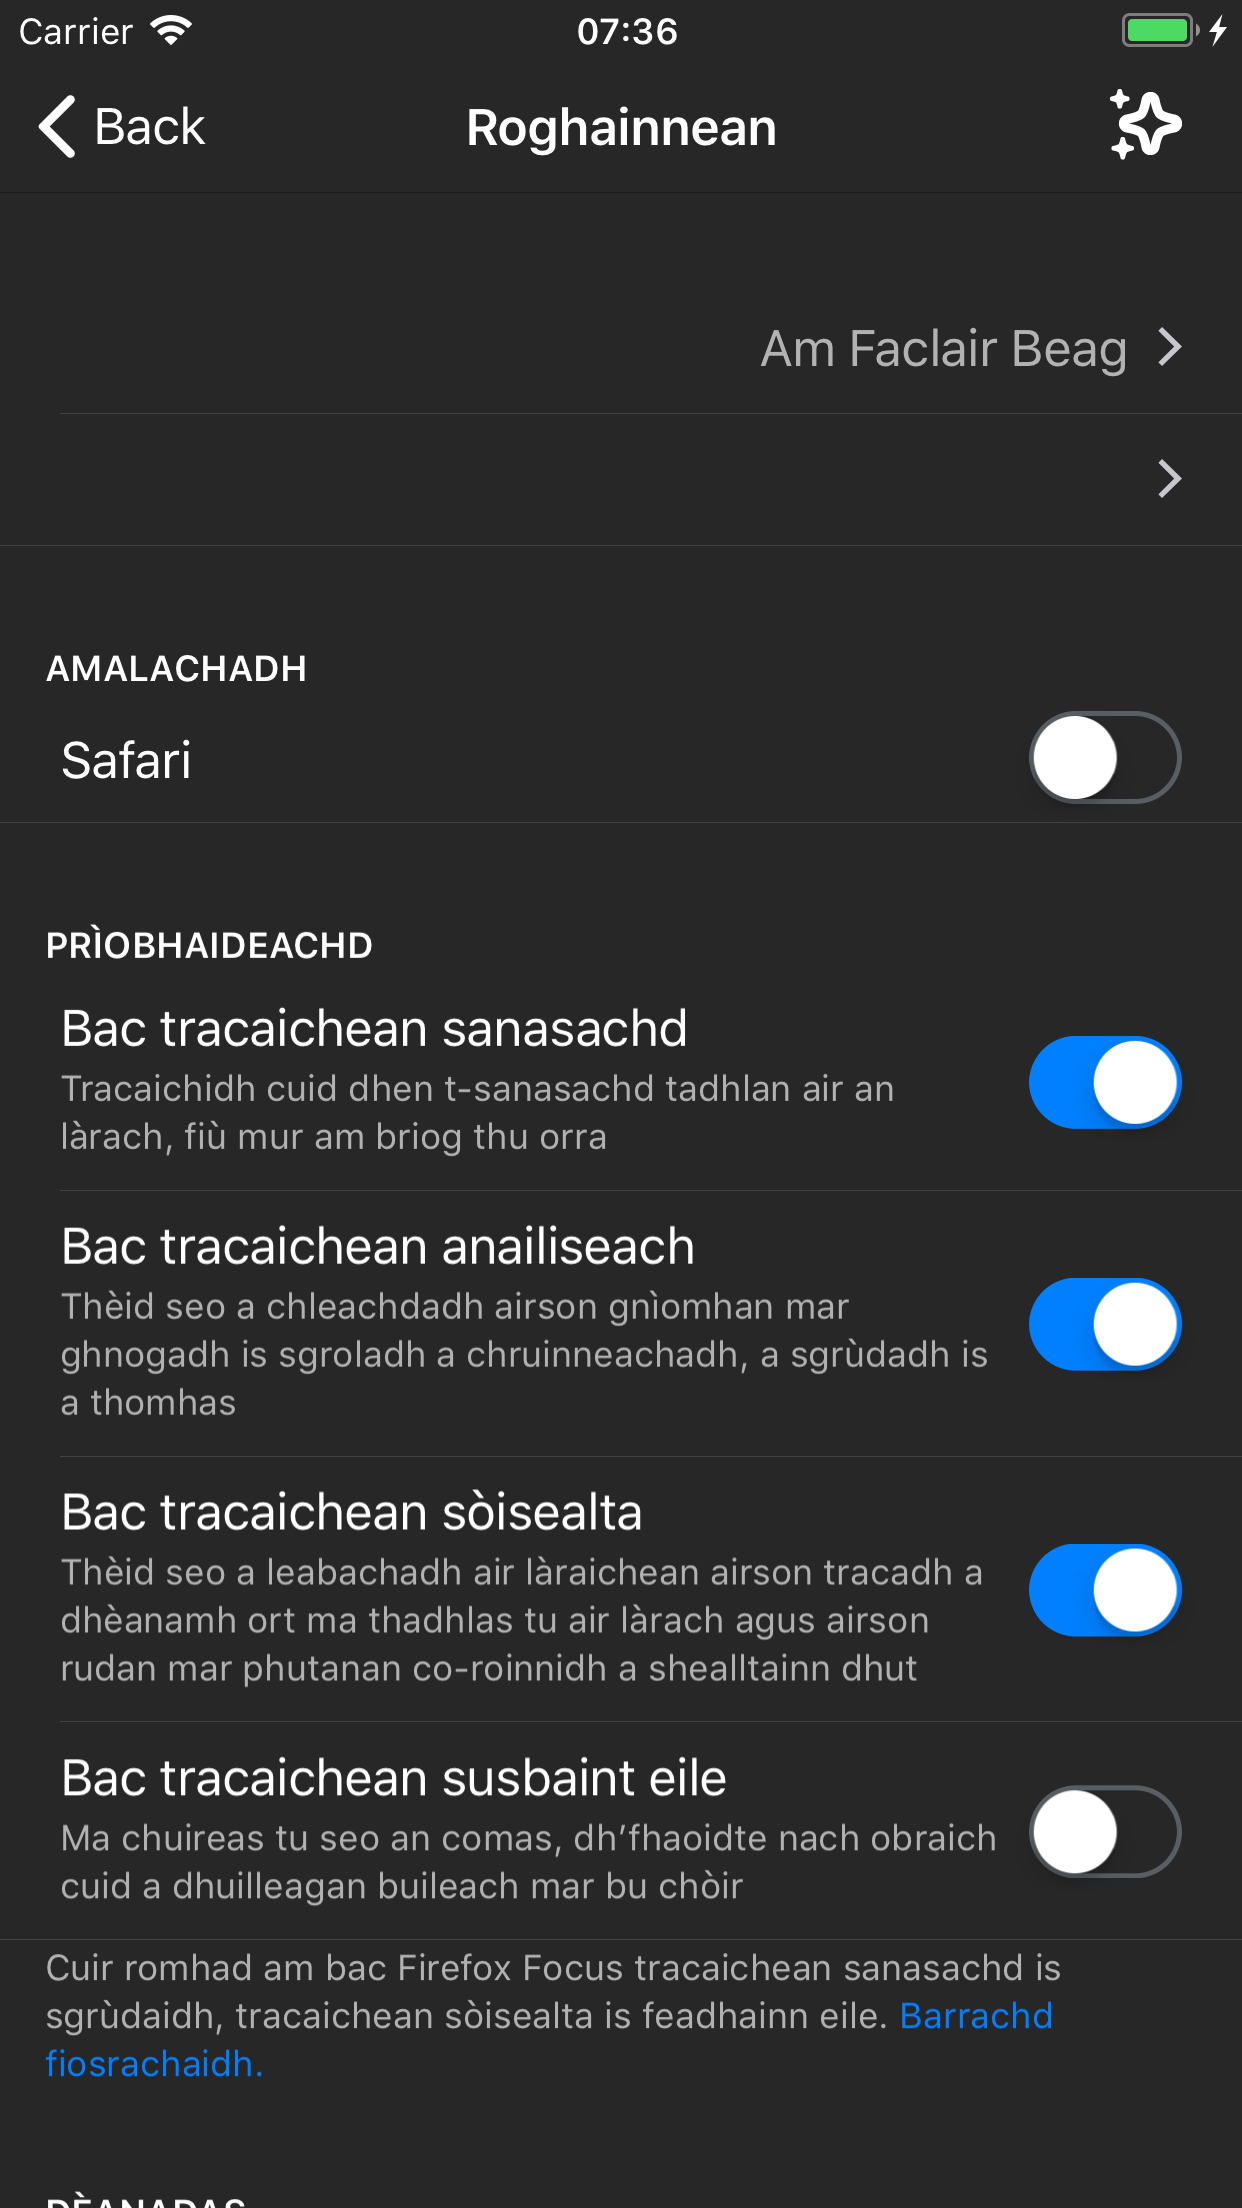 Carrier
07:36
Back
Roghainnean
Am Faclair Beag
AMALACHADH
Safari
PRÌOBHAIDEACHD
Bac tracaichean sanasachd
Tracaichidh cuid dhen t-sanasachd tadhlan air an
làrach, fiù mur am briog thu orra
Bac tracaichean anailiseach
Thèid seo a chleachdadh airson gnìomhan mar
ghnogadh is sgroladh a chruinneachadh, a sgrùdadh is
a thomhas
Bac tracaichean sòisealta
Thèid seo a leabachadh air làraichean airson tracadh a
dhèanamh ort ma thadhlas tu air làrach agus airson
rudan mar phutanan co-roinnidh a shealltainn dhut
Bac tracaichean susbaint eile
Ma chuireas tu seo an comas, dh’fhaoidte nach obraich
cuid a dhuilleagan buileach mar bu chòir
Cuir romhad am bac Firefox Focus tracaichean sanasachd is
sgrùdaidh, tracaichean sòisealta is feadhainn eile. Barrachd
fiosrachaidh.
DÈANADAS